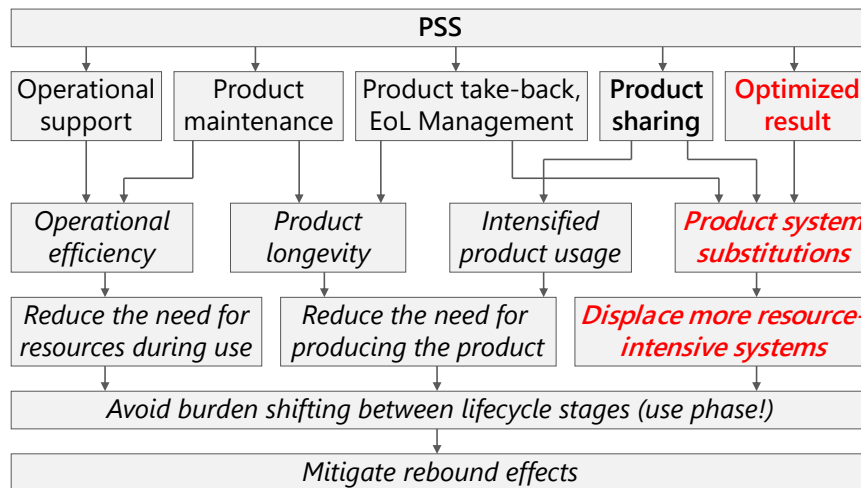 PSS
Operational
support
Product
maintenance
Product take-back,
EoL Management
Product
sharing
Optimized
result
Operational
efficiency
Product
longevity
Intensified
product usage
Product system
substitutions
Reduce the need for
resources during use
Reduce the need for
producing the product
Displace more resource-
intensive systems
Avoid burden shifting between lifecycle stages (use phase!)
Mitigate rebound effects